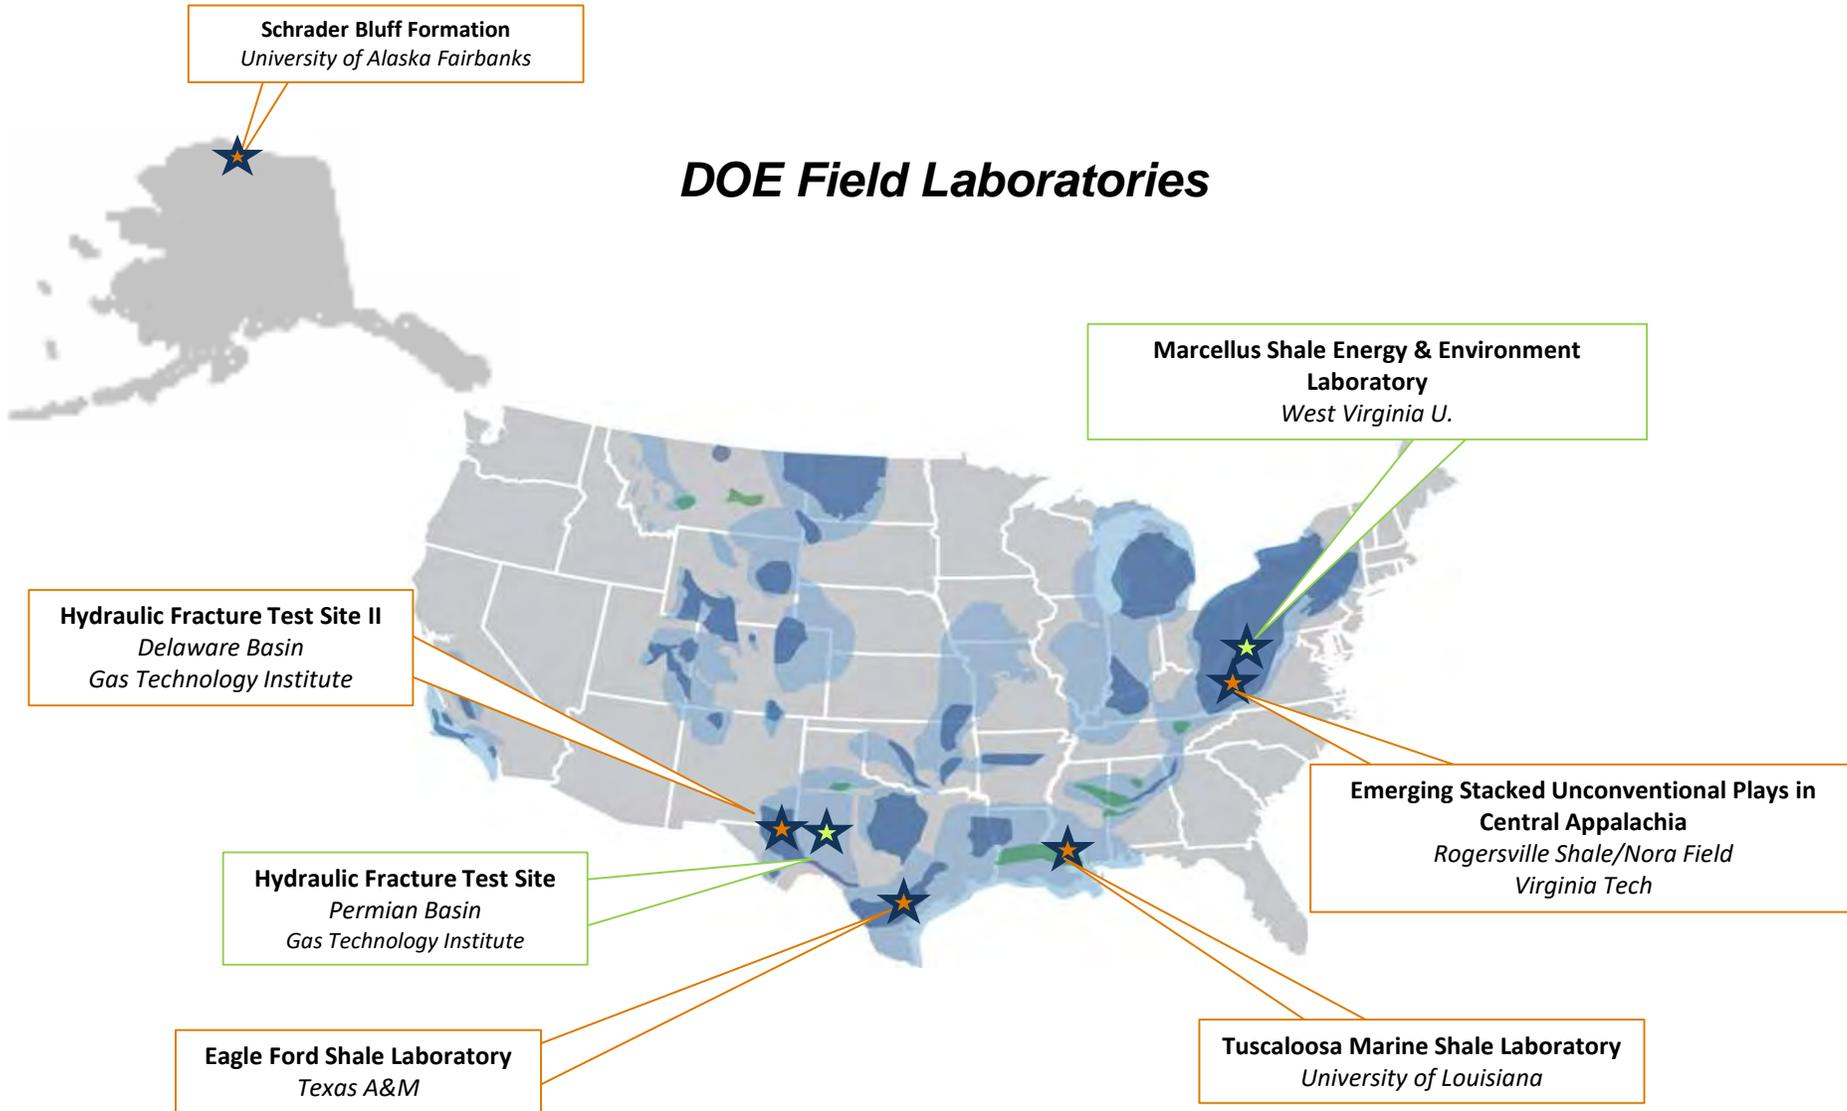 Schrader Bluff Formation
University of Alaska Fairbanks
DOE Field Laboratories
Marcellus Shale Energy & Environment
Laboratory
West Virginia U.
Hydraulic Fracture Test Site II
Delaware Basin
Gas Technology Institute
Emerging Stacked Unconventional Plays in
Central Appalachia
Rogersville Shale/Nora Field
Virginia Tech
Hydraulic Fracture Test Site
Permian Basin
Gas Technology Institute
Eagle Ford Shale Laboratory
Texas A&M
Tuscaloosa Marine Shale Laboratory
University of Louisiana